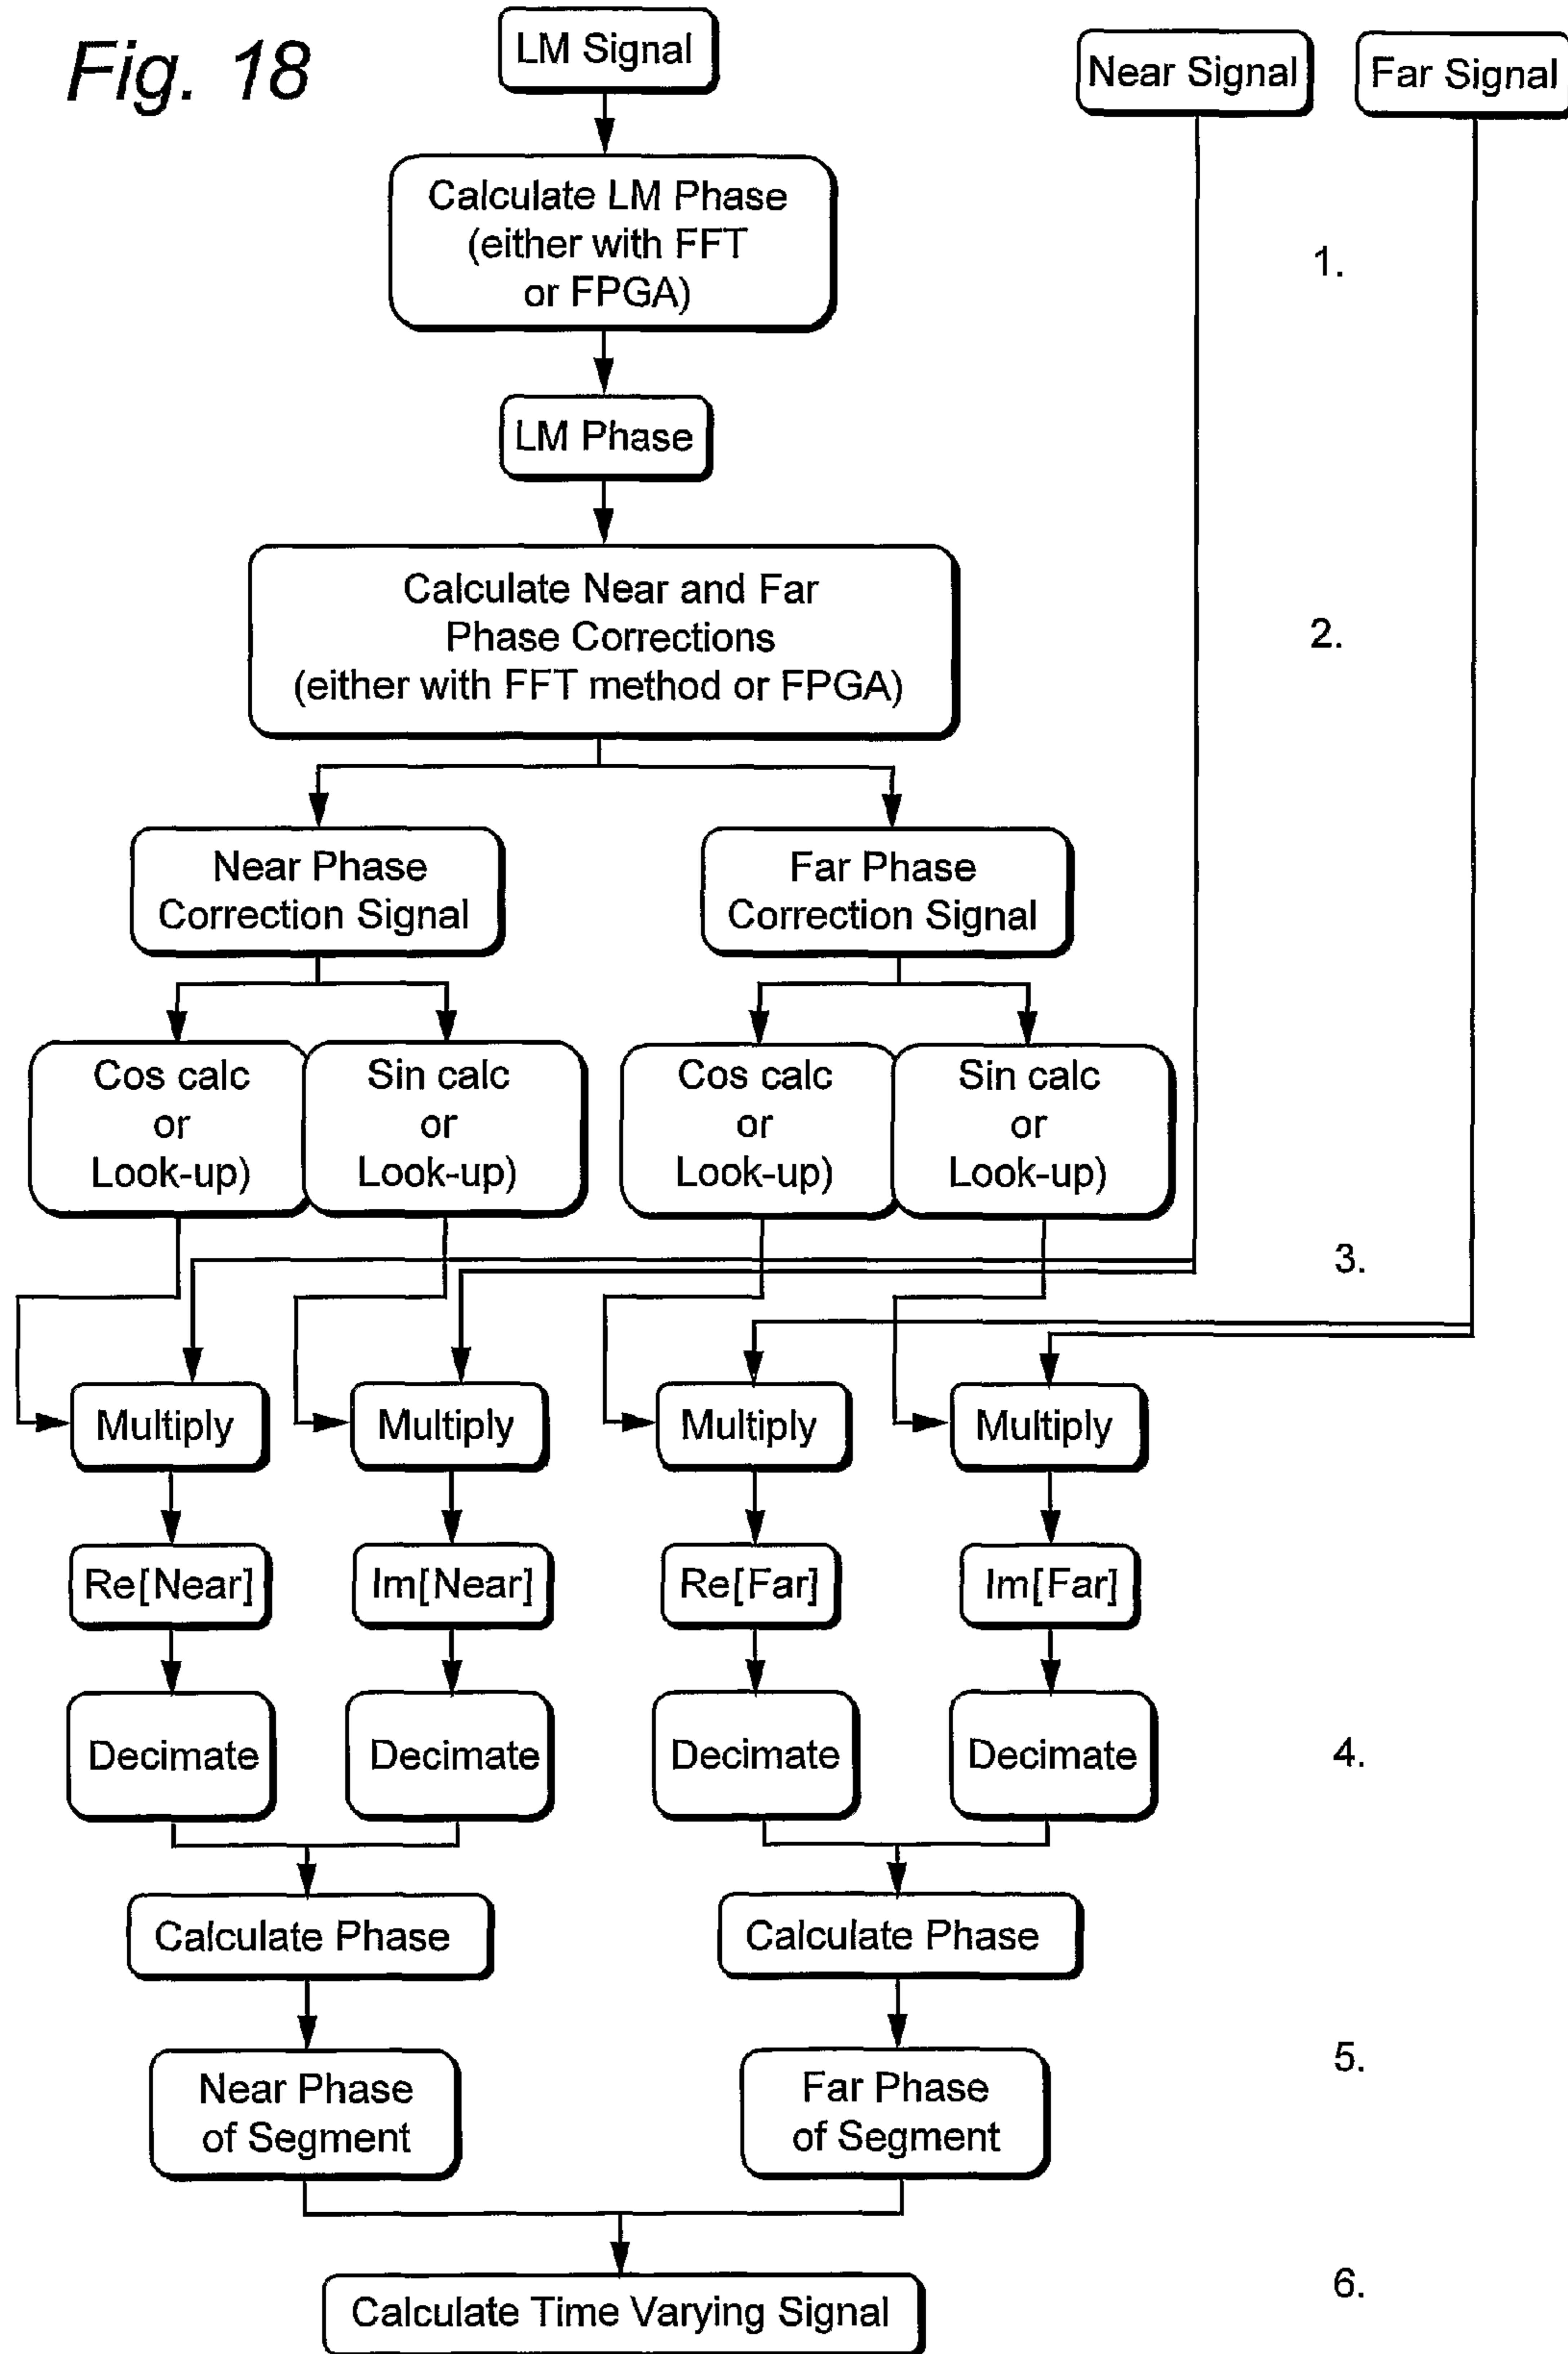 Fig. 18
LM Signal
Near Signal
Far Signal
Calculate LM Phase
(either with FFT
or FPGA)
1.
LM Phase
Calculate Near and Far
Phase Corrections
(either with FFT method or FPGA)
2.
Near Phase
Correction Signal
Far Phase
Correction Signal
Cos calc
or
Look-up)
Sin calc
or
Look-up)
Cos calc
or
Look-up)
Sin calc
or
Look-up)
3.
Multiply
Multiply
Multiply
Multiply
Re[Near]
Im[Near]
Re[Far]
Im[Far]
Decimate
Decimate
Decimate
Decimate
4.
Calculate Phase
Calculate Phase
Near Phase
of Segment
Far Phase
of Segment
5.
Calculate Time Varying Signal
6.